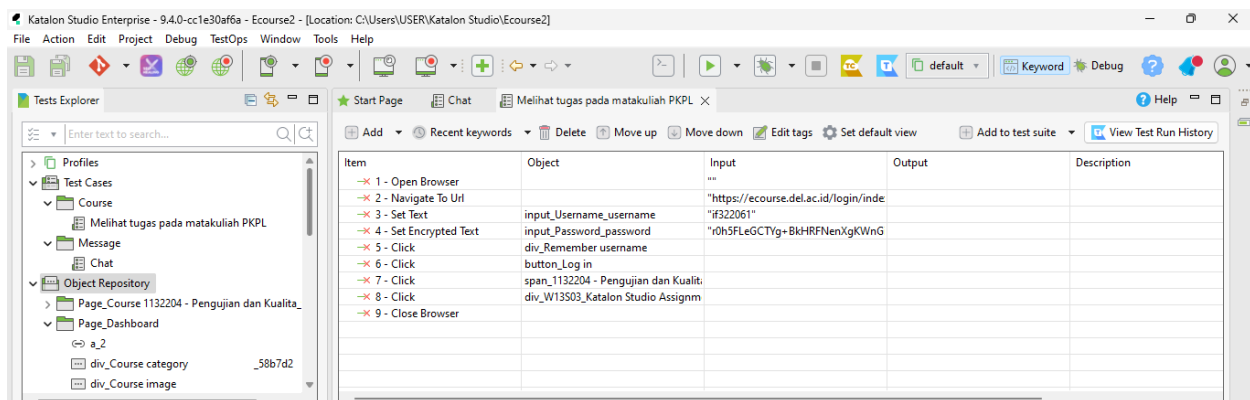 Katalon Studio Enterprise - 9.4.0-cc1e30af6a - Ecourse2 - [Location: C:\Users\USER\Katalon Studio\Ecourse2]
File Action Edit Project Debug TestOps Window Tools Help
TC T default Keyword Debug ?
Tests Explorer
Start Page Chat Melihat tugas pada matakuliah PKPL Help
Enter text to search...
Add Recent keywords Delete Move up Move down Edit tags Set default view Add to test suite View Test Run History
Profiles
Test Cases
Course
Melihat tugas pada matakuliah PKPL
Message
Chat
Object Repository
Page_Course 1132204 - Pengujian dan Kualita_
Page_Dashboard
a_2
div_Course category _58b7d2
div_Course image
Item Object Input Output Description
1 - Open Browser ""
2 - Navigate To Url "https://ecourse.del.ac.id/login/inde
3 - Set Text input_Username_username "if322061"
4 - Set Encrypted Text input_Password_password "r0h5FLeGCTYg+BkHRFNenXgKWnG
5 - Click div_Remember username
6 - Click button_Log in
7 - Click span_1132204 - Pengujian dan Kualita
8 - Click div_W13S03_Katalon Studio Assignm
9 - Close Browser